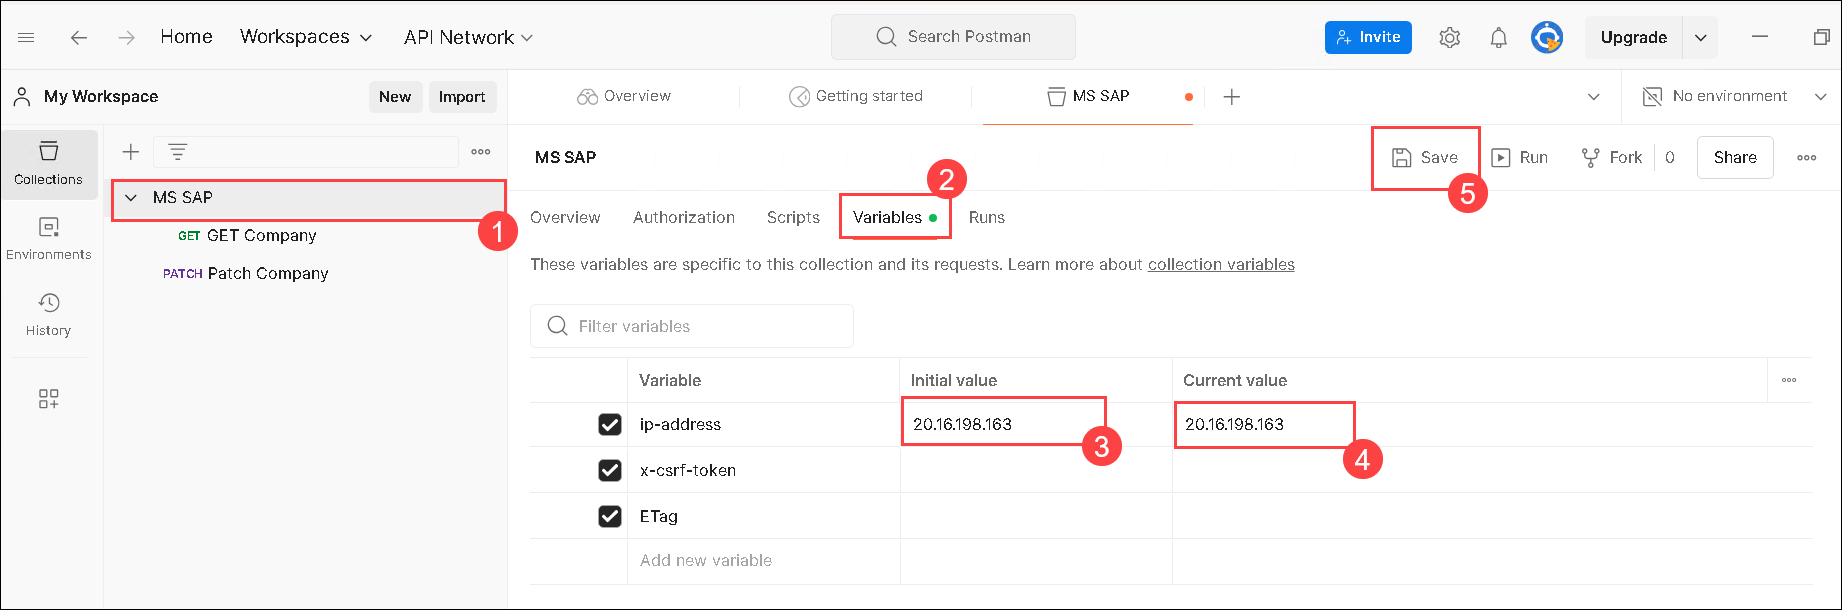 Home Workspaces API Network Search Postman Invite Upgrade
My Workspace New Import Overview Getting started MS SAP No environment
Collections
MS SAP Save Run Fork 0 Share
5
MS SAP
1
2
Overview Authorization Scripts Variables Runs
GET GET Company
Environments
These variables are specific to this collection and its requests. Learn more about collection variables
PATCH Patch Company
History
Filter variables
Variable Initial value Current value
ip-address 20.16.198.163 20.16.198.163
3
4
x-csrf-token
ETag
Add new variable